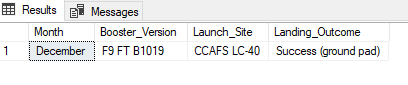 Results Messages
Month Booster_Version Launch_Site Landing_Outcome
1 December F9 FT B1019 CCAFS LC-40 Success (ground pad)